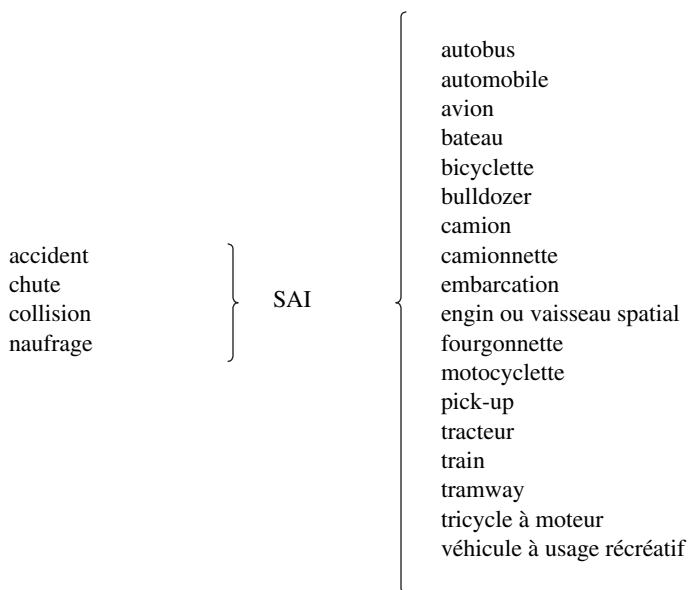 accident
chute
collision
naufrage
SAI
autobus
automobile
avion
bateau
bicyclette
bulldozer
camion
camionnette
embarcation
engin ou vaisseau spatial
fourgonnette
motocyclette
pick-up
tracteur
train
tramway
tricycle à moteur
véhicule à usage récréatif